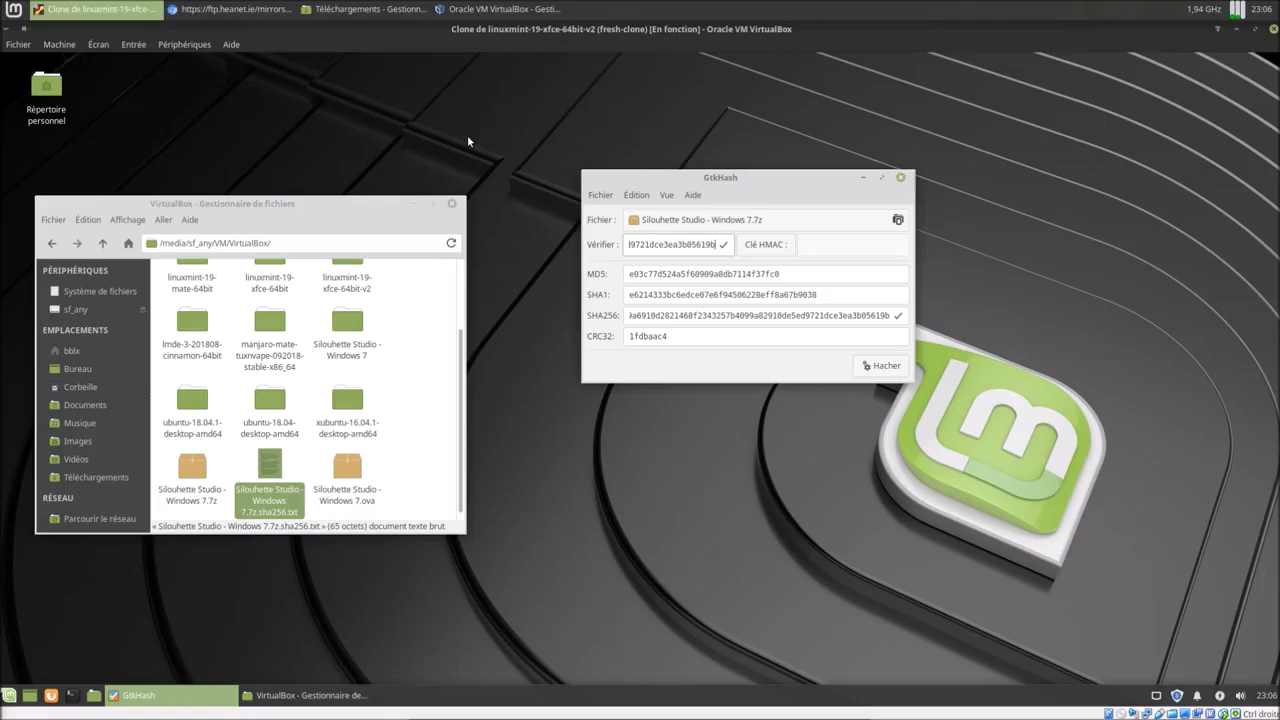 Clone de linuxmint-19-xfce-...
https://ftp.heanet.ie/mirrors...
Téléchargements - Gestionn...
Oracle VM VirtualBox - Gesti...
1,94 GHz
23:06
Clone de linuxmint-19-xfce-64bit-v2 (fresh-clone) [En fonction] - Oracle VM VirtualBox
Fichier Machine Écran Entrée Périphériques Aide
Répertoire
personnel
VirtualBox - Gestionnaire de fichiers
Fichier Édition Affichage Aller Aide
/media/sf_any/VM/VirtualBox/
PÉRIPHÉRIQUES
Système de fichiers
sf_any
EMPLACEMENTS
bblx
Bureau
Corbeille
Documents
Musique
Images
Vidéos
Téléchargements
RÉSEAU
Parcourir le réseau
linuxmint-19-
mate-64bit
linuxmint-19-
xfce-64bit
linuxmint-19-
xfce-64bit-v2
lmde-3-201808-
cinnamon-64bit
manjaro-mate-
tuxnvape-092018-
stable-x86_64
Silouhette Studio -
Windows 7
ubuntu-18.04.1-
desktop-amd64
ubuntu-18.04-
desktop-amd64
xubuntu-16.04.1-
desktop-amd64
Silouhette Studio -
Windows 7.7z
Silouhette Studio -
Windows
7.7z.sha256.txt
Silouhette Studio -
Windows 7.ova
« Silouhette Studio - Windows 7.7z.sha256.txt » (65 octets) document texte brut
GtkHash
Fichier Édition Vue Aide
Fichier : Silouhette Studio - Windows 7.7z
Vérifier : 9721dce3ea3b05619b Clé HMAC :
MD5: e03c77d524a5f60909a8db7114f37fc0
SHA1: e6214333bc6edce07e6f94506228eff8a67b9038
SHA256: a6910d2821468f2343257b4099a82910de5ed9721dce3ea3b05619b
CRC32: 1fdbaac4
Hacher
GtkHash
VirtualBox - Gestionnaire de...
23:06
Ctrl droite